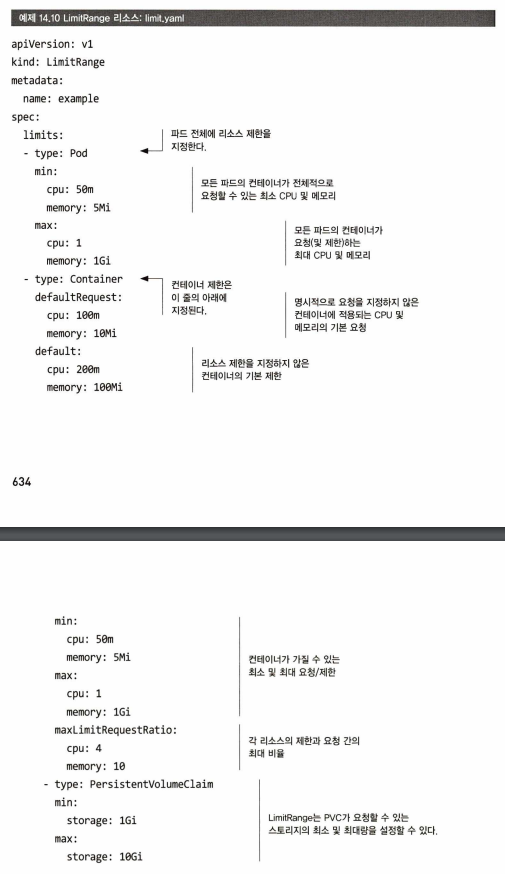 예제 14.10 LimitRange 리소스: limit.yaml
apiVersion: v1
kind: LimitRange
metadata:
  name: example
spec:
  limits:
  - type: Pod
파드 전체에 리소스 제한을
지정한다.
    min:
      cpu: 50m
      memory: 5Mi
모든 파드의 컨테이너가 전체적으로
요청할 수 있는 최소 CPU 및 메모리
    max:
      cpu: 1
      memory: 1Gi
모든 파드의 컨테이너가
요청(및 제한)하는
최대 CPU 및 메모리
  - type: Container
컨테이너 제한은
이 줄의 아래에
지정된다.
    defaultRequest:
      cpu: 100m
      memory: 10Mi
명시적으로 요청을 지정하지 않은
컨테이너에 적용되는 CPU 및
메모리의 기본 요청
    default:
      cpu: 200m
      memory: 100Mi
리소스 제한을 지정하지 않은
컨테이너의 기본 제한
634
    min:
      cpu: 50m
      memory: 5Mi
    max:
      cpu: 1
      memory: 1Gi
컨테이너가 가질 수 있는
최소 및 최대 요청/제한
    maxLimitRequestRatio:
      cpu: 4
      memory: 10
각 리소스의 제한과 요청 간의
최대 비율
  - type: PersistentVolumeClaim
    min:
      storage: 1Gi
    max:
      storage: 10Gi
LimitRange는 PVC가 요청할 수 있는
스토리지의 최소 및 최대량을 설정할 수 있다.